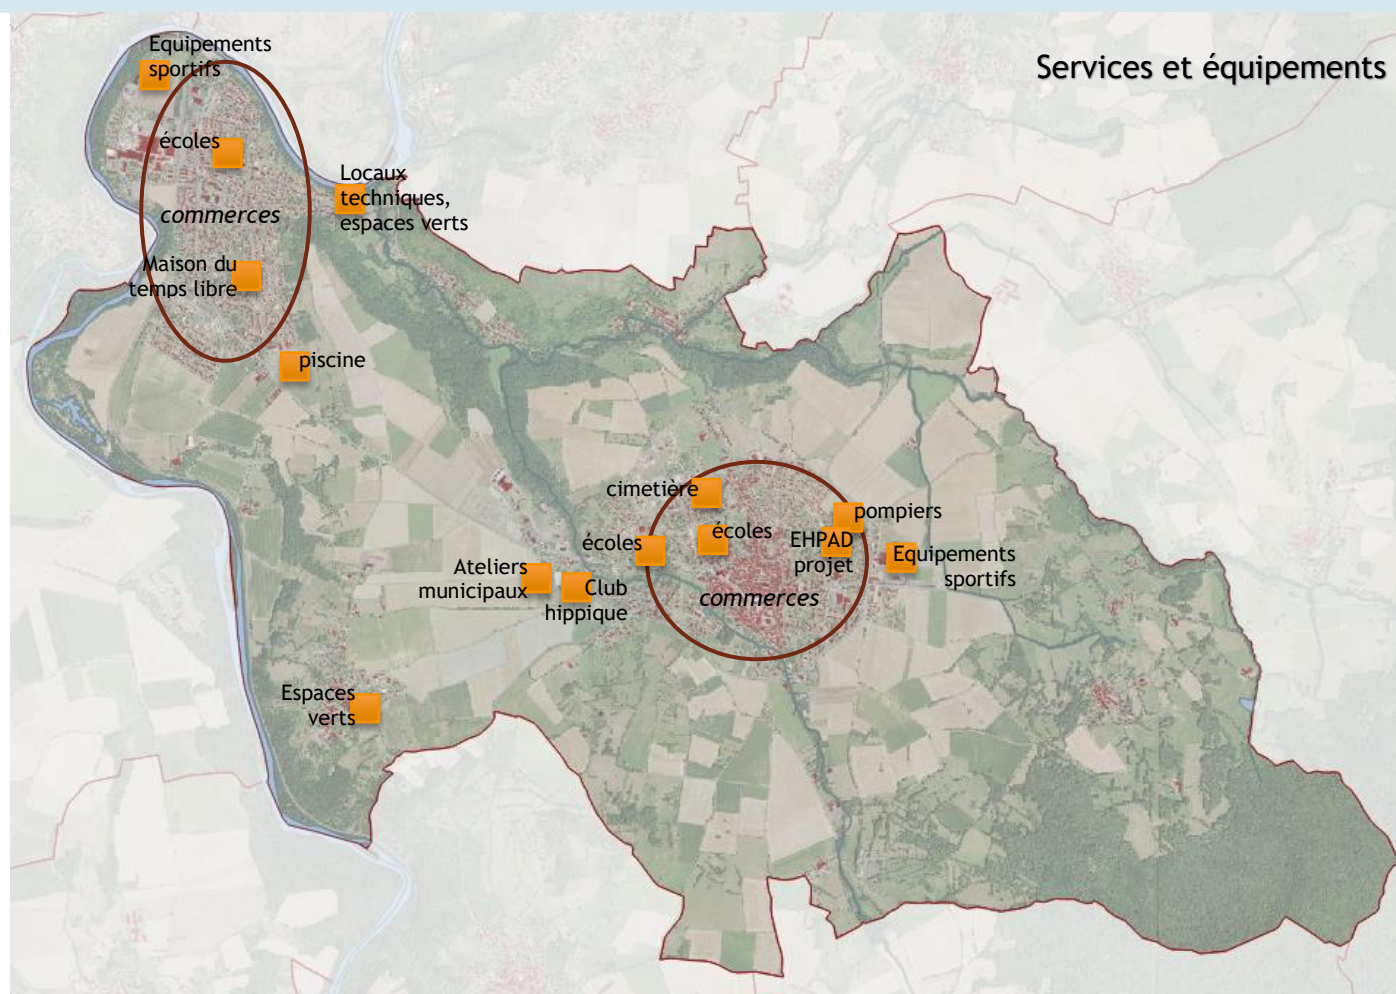 Services et équipements
Equipements
sportifs
écoles
commerces
Locaux
techniques,
espaces verts
Maison du
temps libre
piscine
cimetière
écoles
écoles
pompiers
EHPAD
projet
Equipements
sportifs
Ateliers
municipaux
Club
hippique
commerces
Espaces
verts